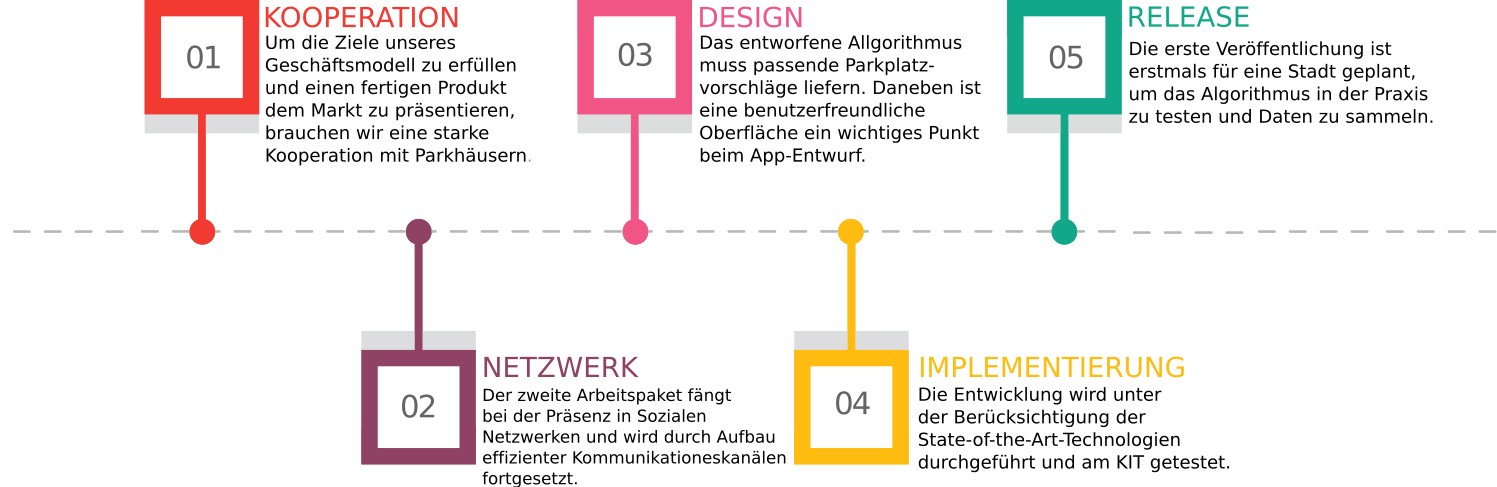 01
KOOPERATION
Um die Ziele unseres
Geschäftsmodell zu erfüllen
und einen fertigen Produkt
dem Markt zu präsentieren,
brauchen wir eine starke
Kooperation mit Parkhäusern.
02
NETZWERK
Der zweite Arbeitspaket fängt
bei der Präsenz in Sozialen
Netzwerken und wird durch Aufbau
effizienter Kommunikationeskanälen
fortgesetzt.
03
DESIGN
Das entworfene Allgorithmus
muss passende Parkplatz-
vorschläge liefern. Daneben ist
eine benutzerfreundliche
Oberfläche ein wichtiges Punkt
beim App-Entwurf.
04
IMPLEMENTIERUNG
Die Entwicklung wird unter
der Berücksichtigung der
State-of-the-Art-Technologien
durchgeführt und am KIT getestet.
05
RELEASE
Die erste Veröffentlichung ist
erstmals für eine Stadt geplant,
um das Algorithmus in der Praxis
zu testen und Daten zu sammeln.